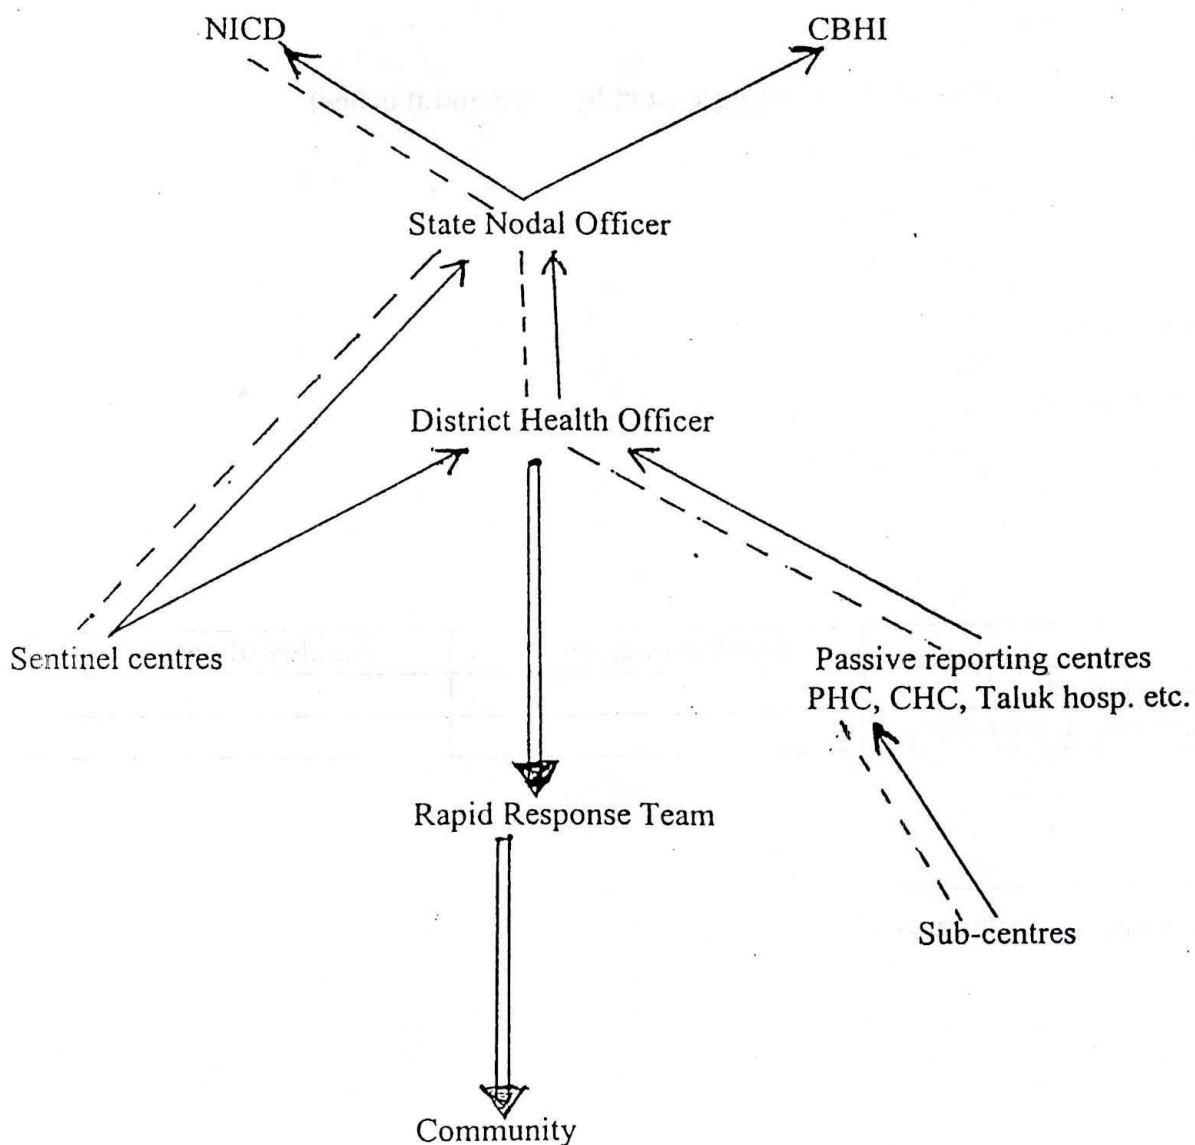 NICD
CBHI
State Nodal Officer
District Health Officer
Sentinel centres
Passive reporting centres
PHC, CHC, Taluk hosp. etc.
Rapid Response Team
Sub-centres
Community